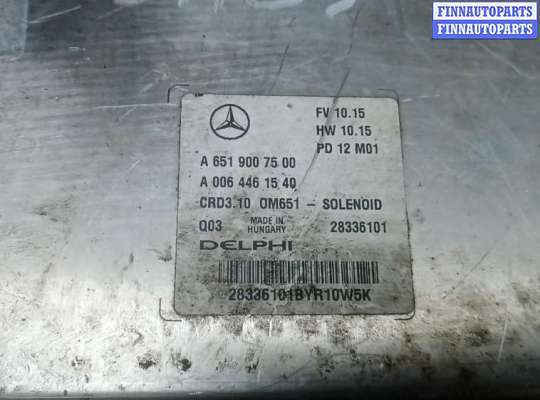 FINNAUTOPARTS
FINNAUTOPARTS
FV 10.15
HW 10.15
PD 12 M01
A 651 900 75 00
A 006 446 15 40
CRD3.10 OM651 - SOLENOID
Q03 MADE IN HUNGARY 28336101
DELPHI
28336101BYR10W5K